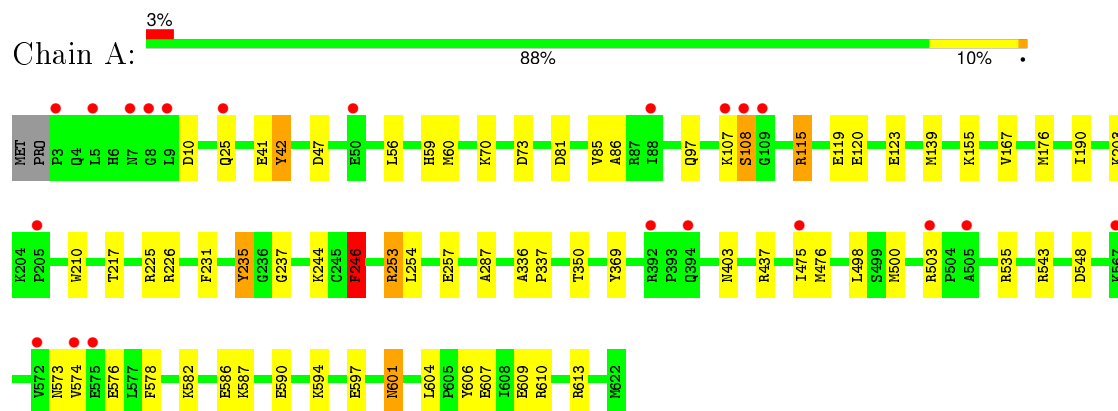 3%
Chain A:
88%
10%
•
MET PRO P3 Q4 L5 H6 N7 G8 L9 D10 Q25 E41 Y42 D47 E50 L56 H59 M60 K70 D73 D81 V85 A86 R87 I88 Q97 K107 S108 G109 R115 E119 E120 E123 M139 K155 V167 M176 I190 K203
K204 P205 W210 T217 R225 R226 F231 Y235 G236 G237 K244 C245 F246 R253 L254 E257 A287 A336 P337 T350 Y369 R392 P393 Q394 N403 R437 I475 M476 L498 S499 M500 R503 P504 A505 R535 R543 D548 K567
V572 N573 V574 E575 E576 L577 F578 K582 E586 K587 E590 K594 E597 N601 L604 P605 Y606 E607 I608 E609 R610 R613 M622